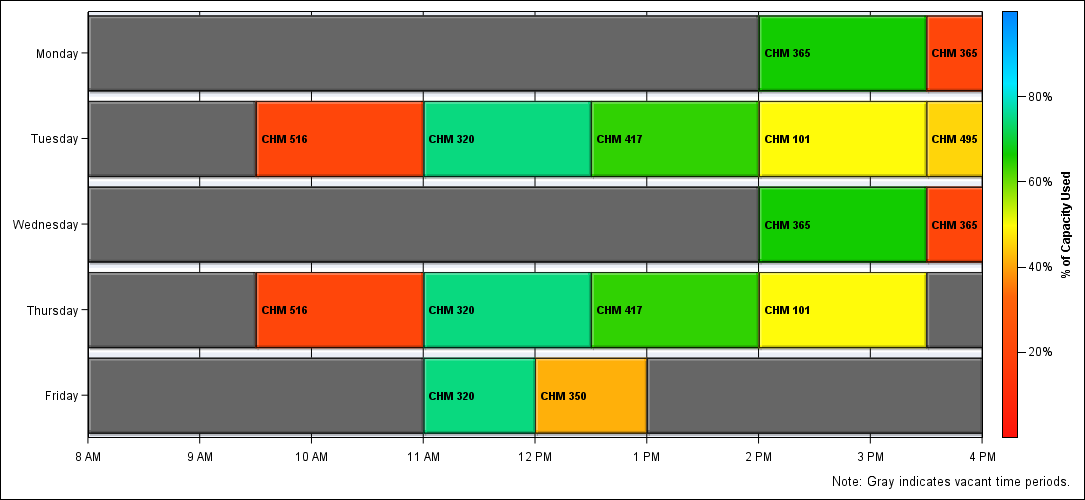 Monday
CHM 365
CHM 365
Tuesday
CHM 516
CHM 320
CHM 417
CHM 101
CHM 495
Wednesday
CHM 365
CHM 365
Thursday
CHM 516
CHM 320
CHM 417
CHM 101
Friday
CHM 320
CHM 350
8 AM
9 AM
10 AM
11 AM
12 PM
1 PM
2 PM
3 PM
4 PM
80%
60%
40%
20%
% of Capacity Used
Note: Gray indicates vacant time periods.